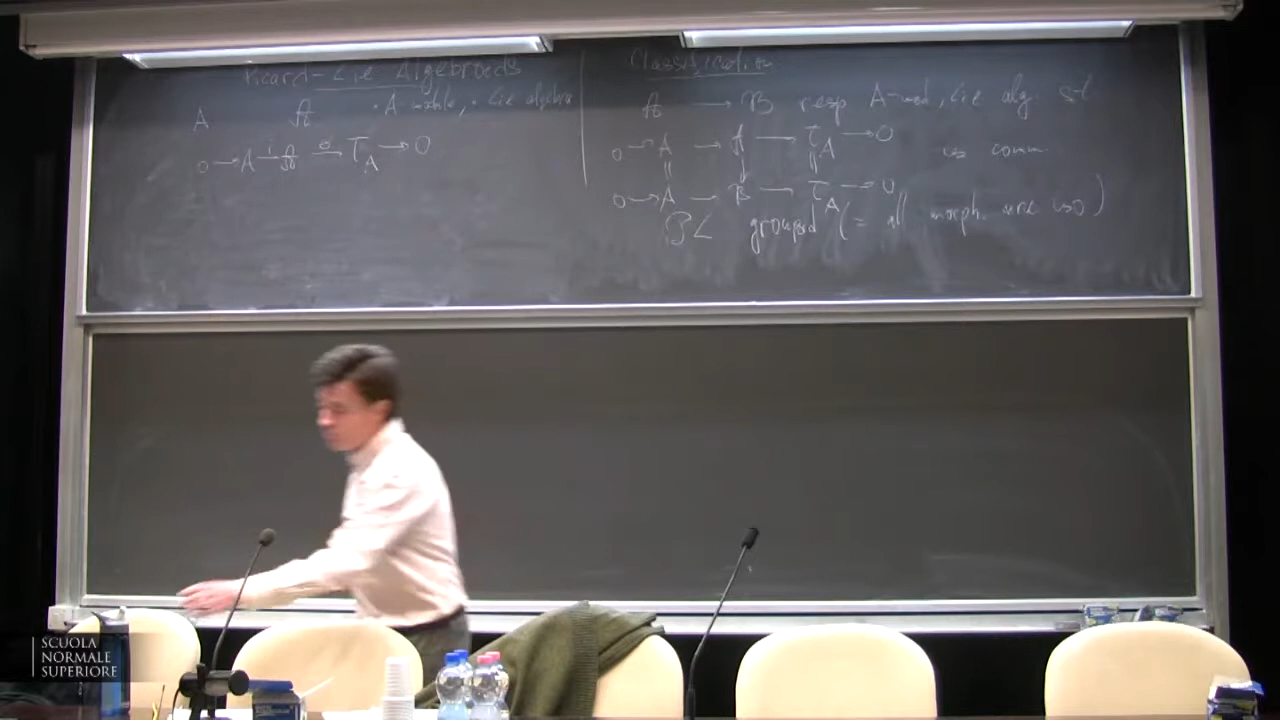 Picard-Lie Algebroids
A 𝒜 · A-module, · Lie algebra
0 → A →i 𝒜 →σ T_A → 0
Classification
𝒜 → ℬ resp A-mod, Lie alg. s.t
0 → A → 𝒜 → T_A → 0
is comm.
0 → A → ℬ → T_A → 0
groupoid (= all morph. are iso)
SCUOLA
NORMALE
SUPERIORE